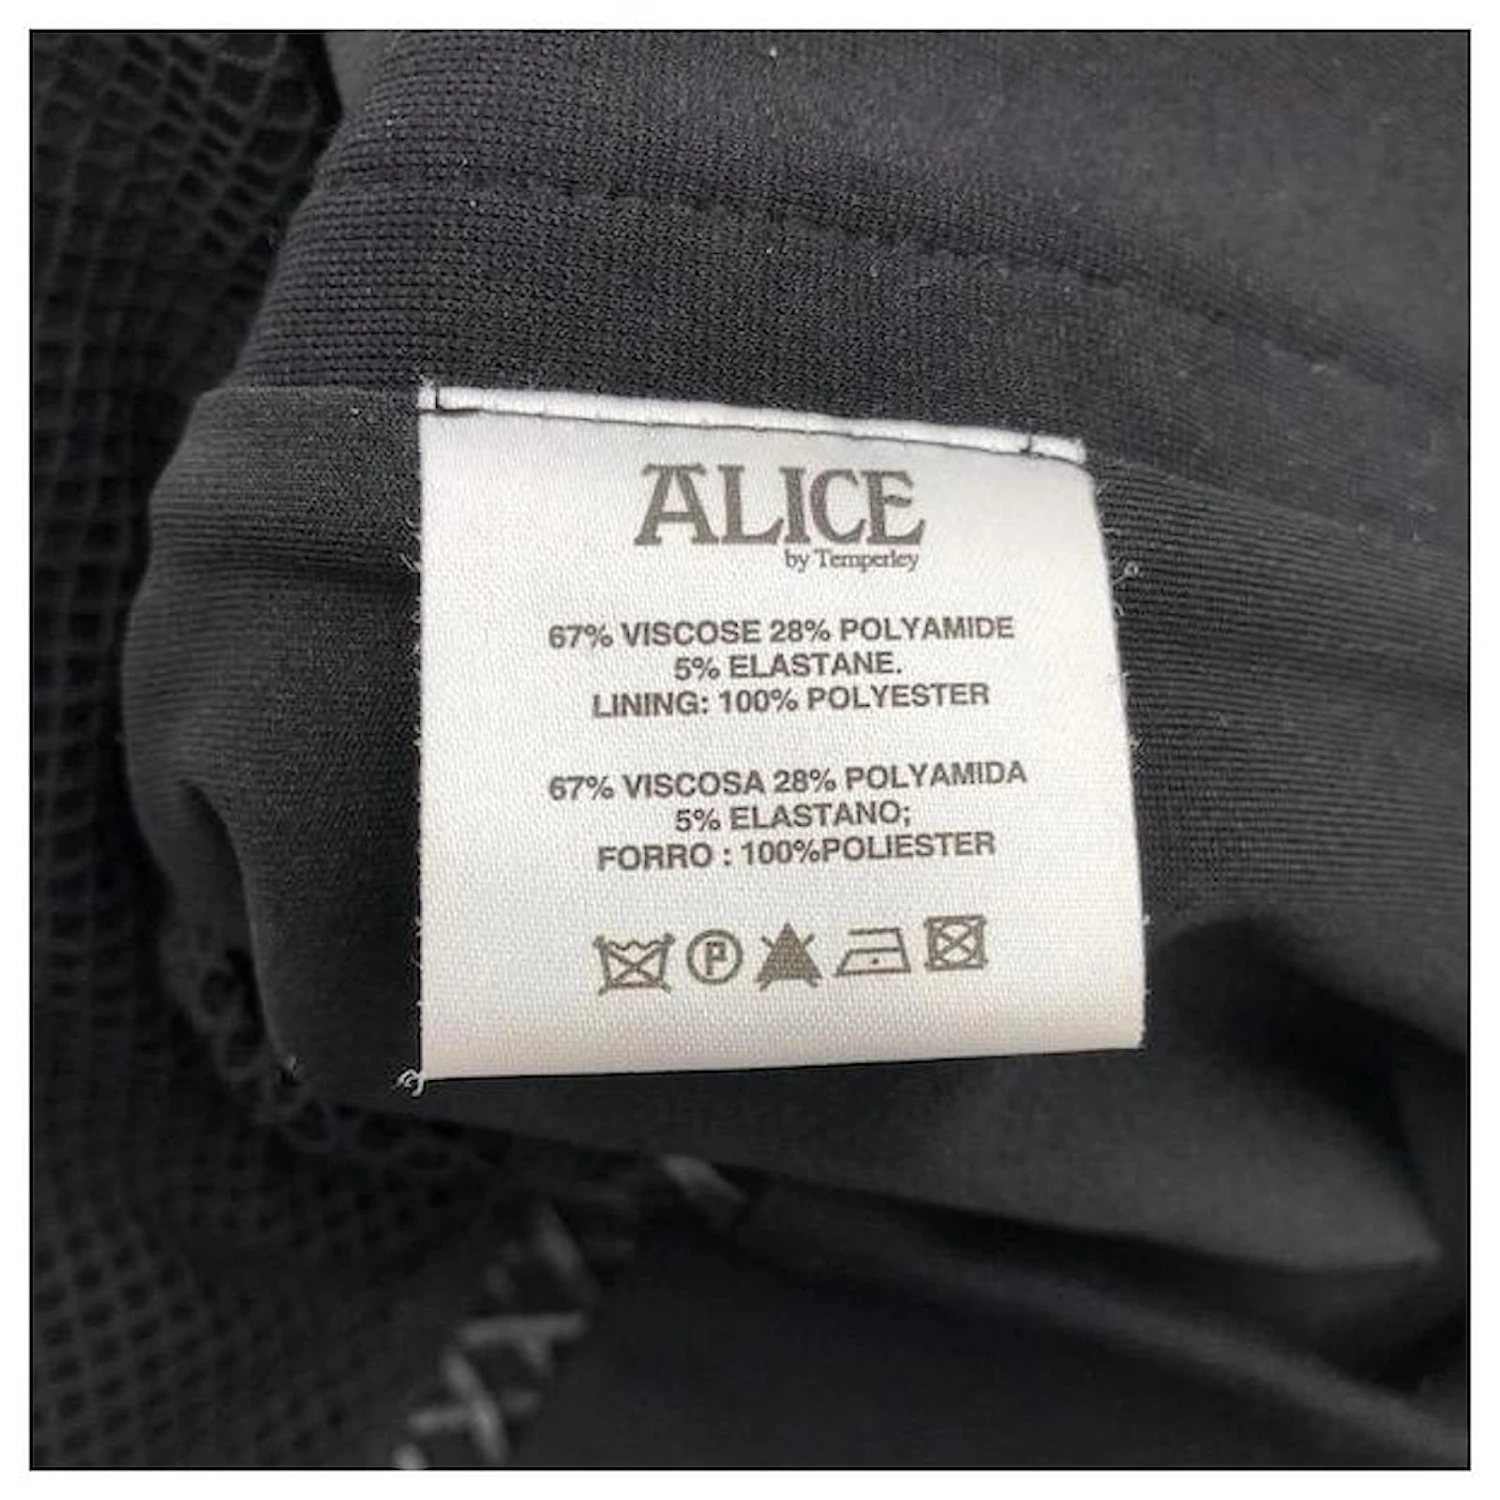 ALICE
by Temperley
67% VISCOSE 28% POLYAMIDE
5% ELASTANE.
LINING: 100% POLYESTER
67% VISCOSA 28% POLYAMIDA
5% ELASTANO;
FORRO : 100%POLIESTER
P